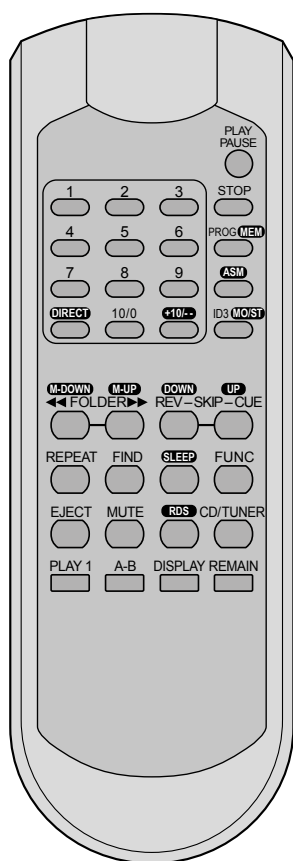 PLAY
PAUSE
1 2 3 STOP
4 5 6 PROG MEM
7 8 9 ASM
DIRECT 10/0 +10/-- ID3 MO/ST
M-DOWN M-UP DOWN UP
◀◀ FOLDER ▶▶ REV–SKIP–CUE
REPEAT FIND SLEEP FUNC
EJECT MUTE RDS CD/TUNER
PLAY 1 A-B DISPLAY REMAIN